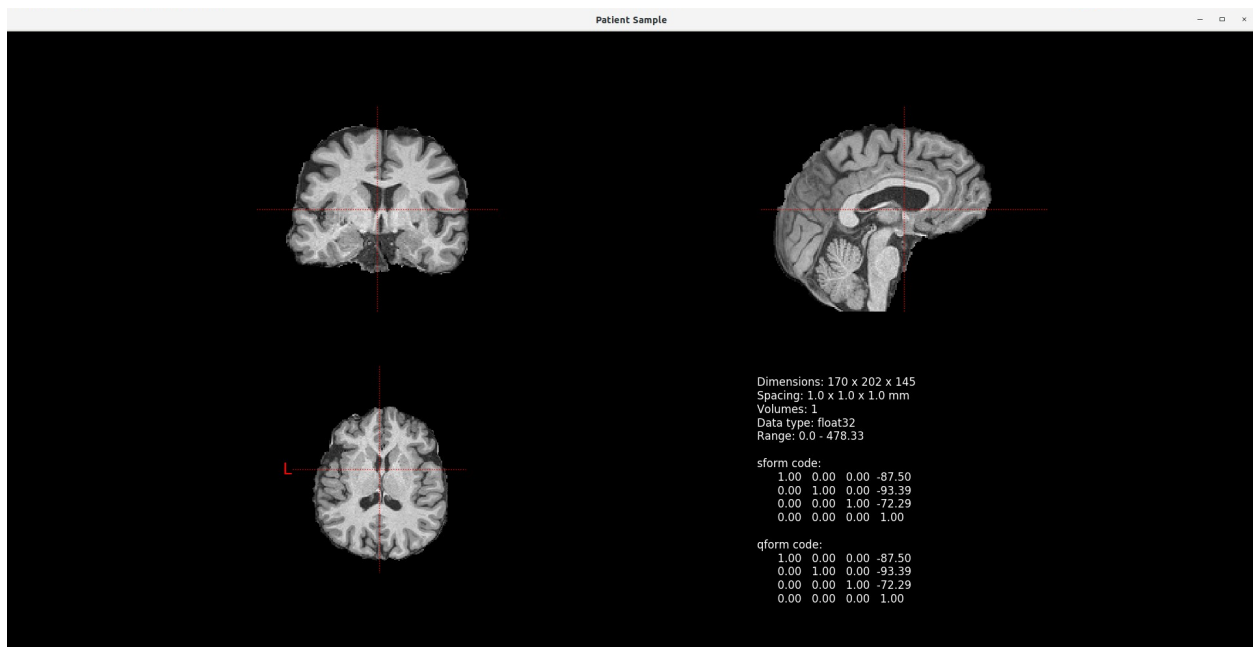 Patient Sample
L
Dimensions: 170 x 202 x 145
Spacing: 1.0 x 1.0 x 1.0 mm
Volumes: 1
Data type: float32
Range: 0.0 - 478.33
sform code:
1.00 0.00 0.00 -87.50
0.00 1.00 0.00 -93.39
0.00 0.00 1.00 -72.29
0.00 0.00 0.00 1.00
qform code:
1.00 0.00 0.00 -87.50
0.00 1.00 0.00 -93.39
0.00 0.00 1.00 -72.29
0.00 0.00 0.00 1.00